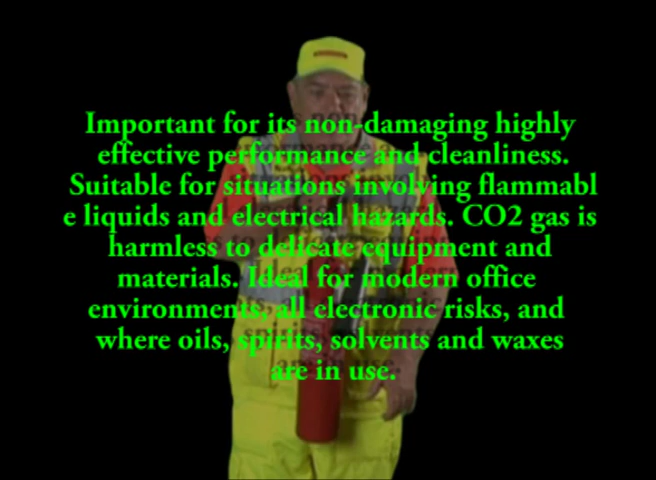 Important for its non-damaging highly
effective performance and cleanliness.
Suitable for situations involving flammabl
e liquids and electrical hazards. CO2 gas is
harmless to delicate equipment and
materials. Ideal for modern office
environments, all electronic risks, and
where oils, spirits, solvents and waxes
are in use.